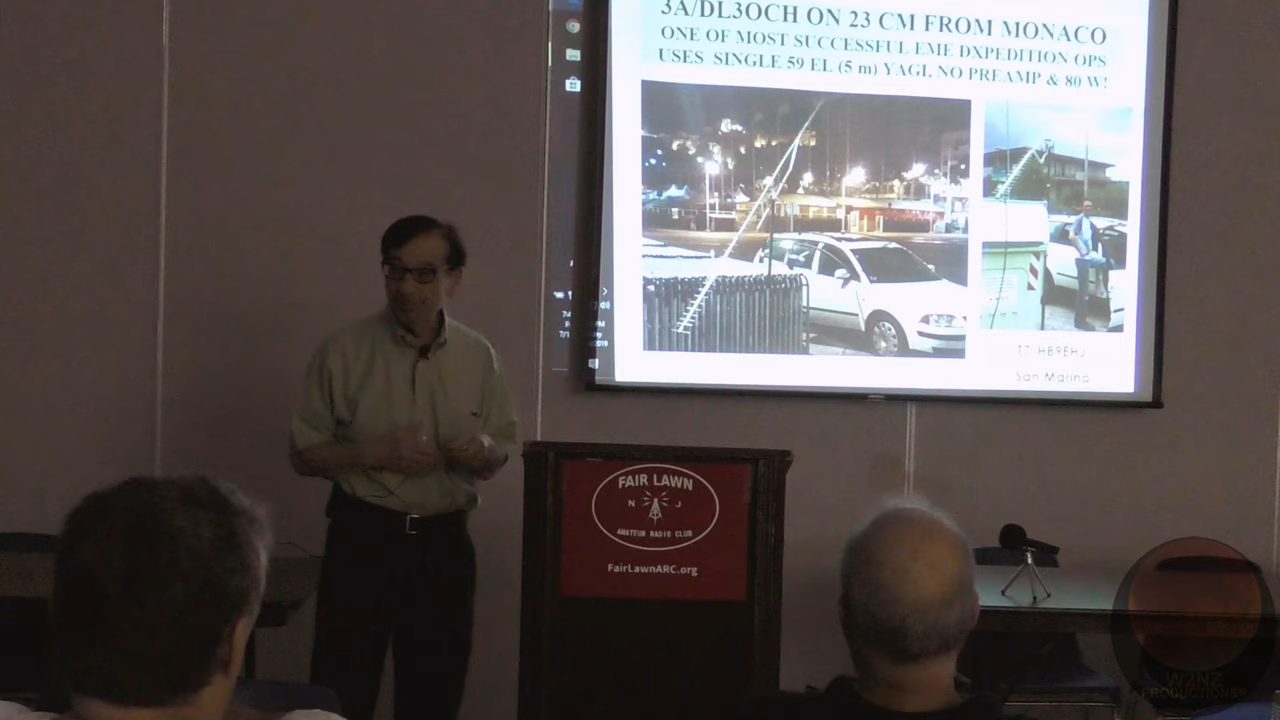 3A/DL3OCH ON 23 CM FROM MONACO
ONE OF MOST SUCCESSFUL EME DXPEDITION OPS
USES SINGLE 59 EL (5 m) YAGI, NO PREAMP & 80 W!
T7 HB9EHJ
San Marino
FAIR LAWN
N J
AMATEUR RADIO CLUB
FairLawnARC.org
W2NZ
PRODUCTIONS